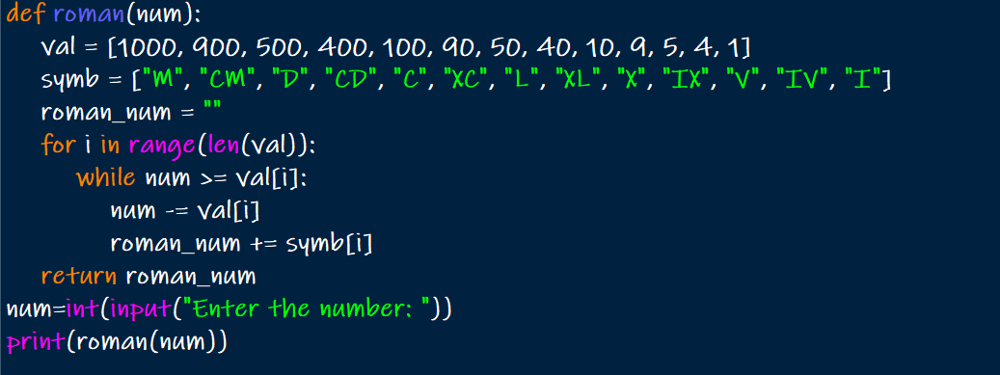 def roman(num):
    val = [1000, 900, 500, 400, 100, 90, 50, 40, 10, 9, 5, 4, 1]
    symb = ["M", "CM", "D", "CD", "C", "XC", "L", "XL", "X", "IX", "V", "IV", "I"]
    roman_num = ""
    for i in range(len(val)):
        while num >= val[i]:
            num -= val[i]
            roman_num += symb[i]
    return roman_num
num=int(input("Enter the number: "))
print(roman(num))